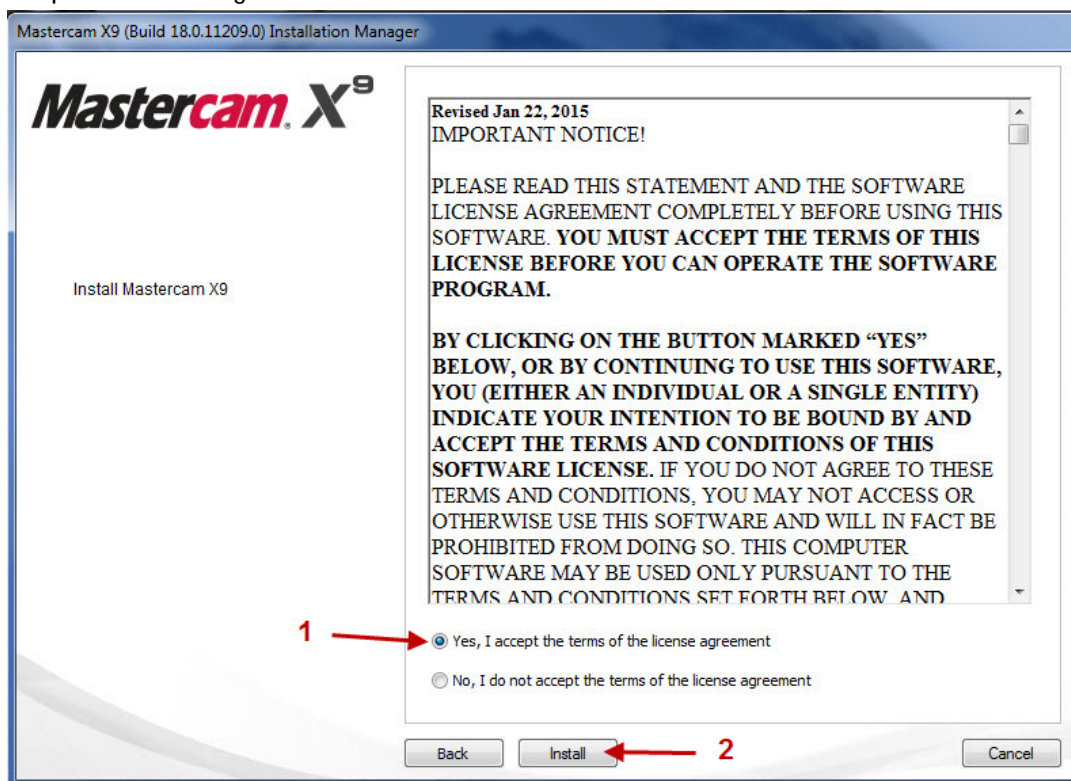 Mastercam X9 (Build 18.0.11209.0) Installation Manager
Mastercam. X9
Install Mastercam X9
Revised Jan 22, 2015
IMPORTANT NOTICE!
PLEASE READ THIS STATEMENT AND THE SOFTWARE
LICENSE AGREEMENT COMPLETELY BEFORE USING THIS
SOFTWARE. YOU MUST ACCEPT THE TERMS OF THIS
LICENSE BEFORE YOU CAN OPERATE THE SOFTWARE
PROGRAM.
BY CLICKING ON THE BUTTON MARKED “YES”
BELOW, OR BY CONTINUING TO USE THIS SOFTWARE,
YOU (EITHER AN INDIVIDUAL OR A SINGLE ENTITY)
INDICATE YOUR INTENTION TO BE BOUND BY AND
ACCEPT THE TERMS AND CONDITIONS OF THIS
SOFTWARE LICENSE. IF YOU DO NOT AGREE TO THESE
TERMS AND CONDITIONS, YOU MAY NOT ACCESS OR
OTHERWISE USE THIS SOFTWARE AND WILL IN FACT BE
PROHIBITED FROM DOING SO. THIS COMPUTER
SOFTWARE MAY BE USED ONLY PURSUANT TO THE
TERMS AND CONDITIONS SET FORTH BELOW, AND
1
Yes, I accept the terms of the license agreement
No, I do not accept the terms of the license agreement
Back
Install
2
Cancel